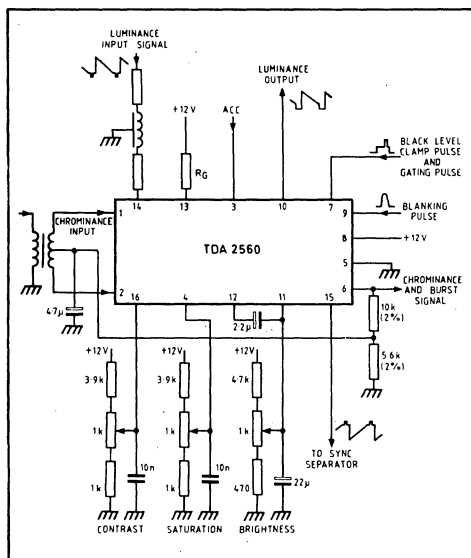 LUMINANCE
INPUT SIGNAL
LUMINANCE
OUTPUT
+12V
ACC
BLACK LEVEL
CLAMP PULSE
AND
GATING PULSE
RG
14
13
3
10
7
CHROMINANCE
INPUT
1
9
BLANKING
PULSE
TDA 2560
8
+12V
5
2
6
CHROMINANCE
AND BURST
SIGNAL
16
4
12
11
15
4·7µ
2·2µ
10k
(2%)
5·6k
(2%)
+12V
+12V
+12V
3·9k
3·9k
4·7k
1k
1k
1k
TO SYNC
SEPARATOR
1k
10n
1k
10n
470
22µ
CONTRAST
SATURATION
BRIGHTNESS